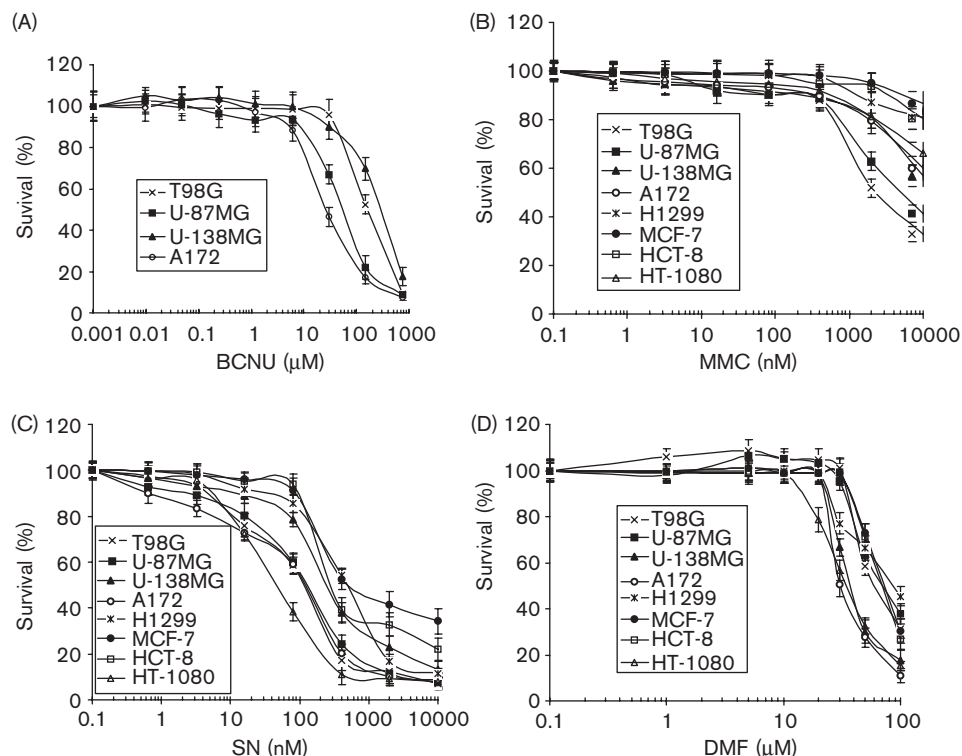 (A)
120
100
80
60
40
20
0
Suvival (%)
T98G
U-87MG
U-138MG
A172
0.001 0.01 0.1 1 10 100 1000
BCNU (μM)
(B)
120
100
80
60
40
20
0
Survival (%)
T98G
U-87MG
U-138MG
A172
H1299
MCF-7
HCT-8
HT-1080
0.1 1 10 100 1000 10000
MMC (nM)
(C)
120
100
80
60
40
20
0
Survival (%)
T98G
U-87MG
U-138MG
A172
H1299
MCF-7
HCT-8
HT-1080
0.1 1 10 100 1000 10000
SN (nM)
(D)
120
100
80
60
40
20
0
Survival (%)
T98G
U-87MG
U-138MG
A172
H1299
MCF-7
HCT-8
HT-1080
0.1 1 10 100
DMF (μM)